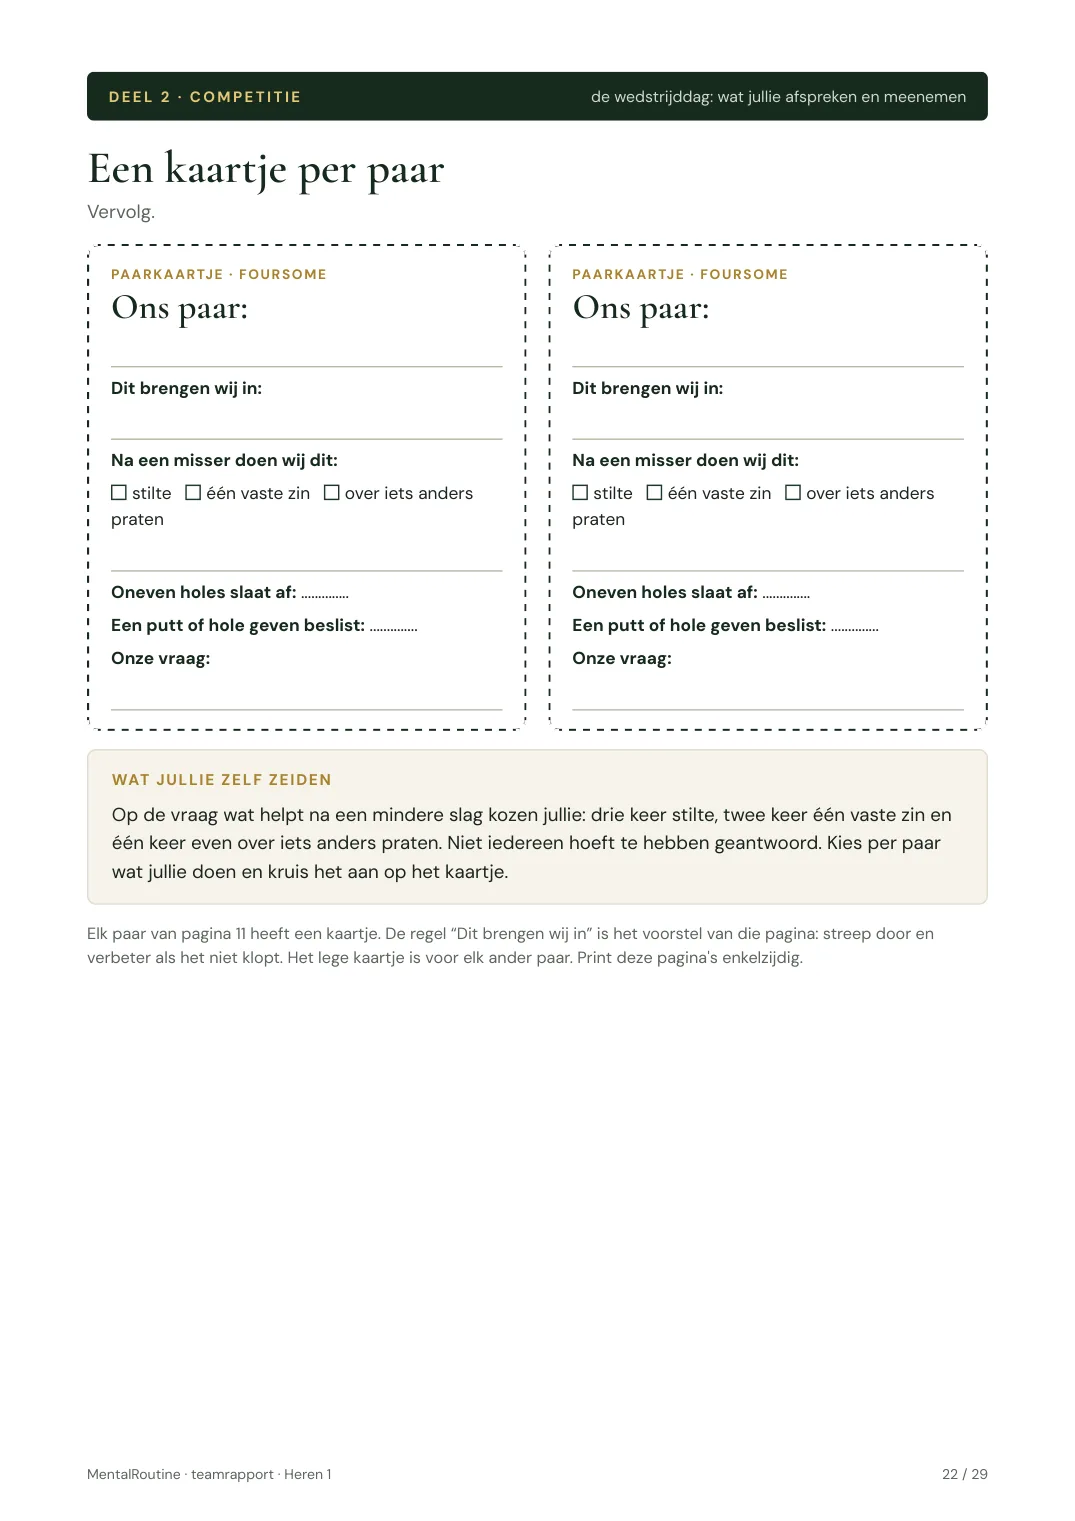 DEEL 2 · COMPETITIE
de wedstrijddag: wat jullie afspreken en meenemen
Een kaartje per paar
Vervolg.
PAARKAARTJE · FOURSOME
Ons paar:
Dit brengen wij in:
Na een misser doen wij dit:
☐ stilte ☐ één vaste zin ☐ over iets anders
praten
Oneven holes slaat af: ..............
Een putt of hole geven beslist: ..............
Onze vraag:
PAARKAARTJE · FOURSOME
Ons paar:
Dit brengen wij in:
Na een misser doen wij dit:
☐ stilte ☐ één vaste zin ☐ over iets anders
praten
Oneven holes slaat af: ..............
Een putt of hole geven beslist: ..............
Onze vraag:
WAT JULLIE ZELF ZEIDEN
Op de vraag wat helpt na een mindere slag kozen jullie: drie keer stilte, twee keer één vaste zin en
één keer even over iets anders praten. Niet iedereen hoeft te hebben geantwoord. Kies per paar
wat jullie doen en kruis het aan op het kaartje.
Elk paar van pagina 11 heeft een kaartje. De regel “Dit brengen wij in” is het voorstel van die pagina: streep door en
verbeter als het niet klopt. Het lege kaartje is voor elk ander paar. Print deze pagina's enkelzijdig.
MentalRoutine · teamrapport · Heren 1
22 / 29